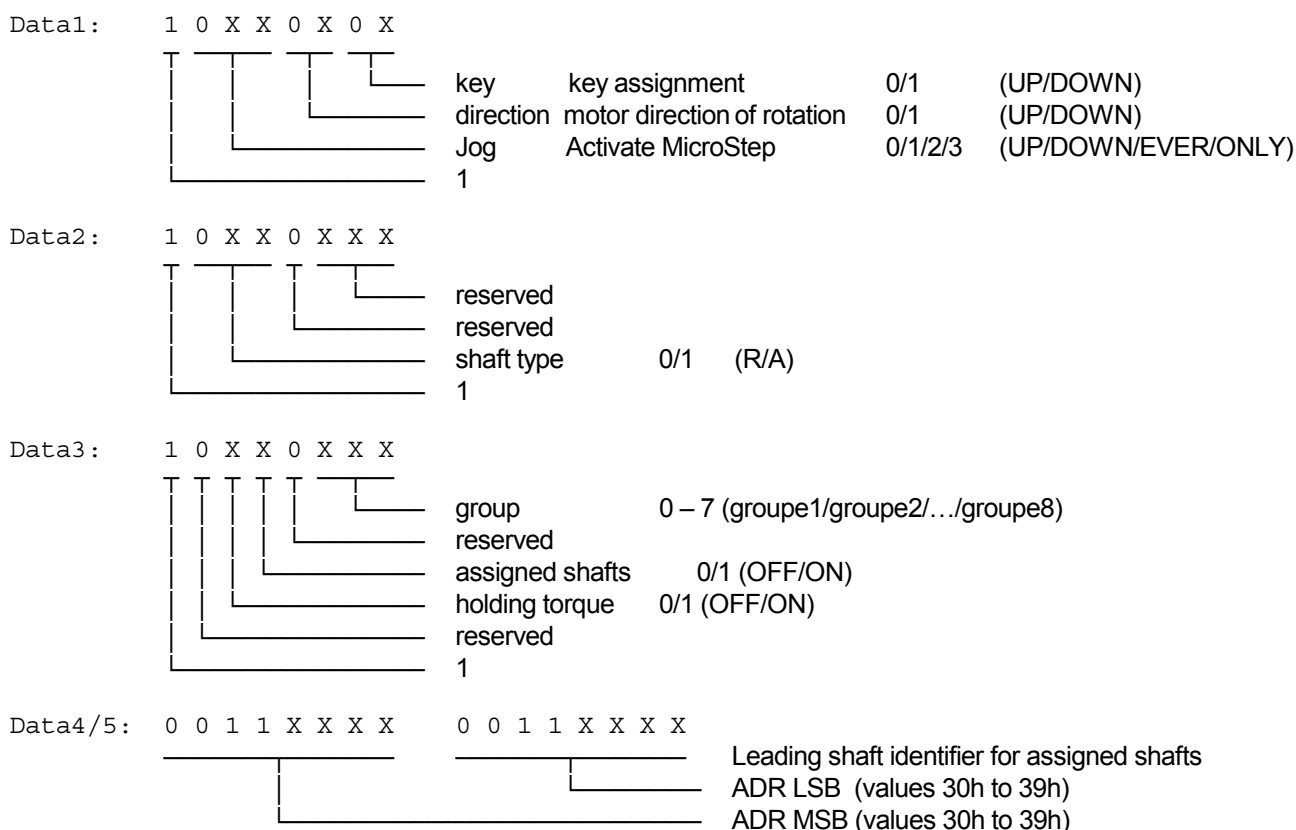 Data1: 1 0 X X 0 X 0 X
key key assignment 0/1 (UP/DOWN)
direction motor direction of rotation 0/1 (UP/DOWN)
Jog Activate MicroStep 0/1/2/3 (UP/DOWN/EVER/ONLY)
1
Data2: 1 0 X X 0 X X X
reserved
reserved
shaft type 0/1 (R/A)
1
Data3: 1 0 X X 0 X X X
group 0 – 7 (groupe1/groupe2/…/groupe8)
reserved
assigned shafts 0/1 (OFF/ON)
holding torque 0/1 (OFF/ON)
reserved
1
Data4/5: 0 0 1 1 X X X X 0 0 1 1 X X X X
Leading shaft identifier for assigned shafts
ADR LSB (values 30h to 39h)
ADR MSB (values 30h to 39h)